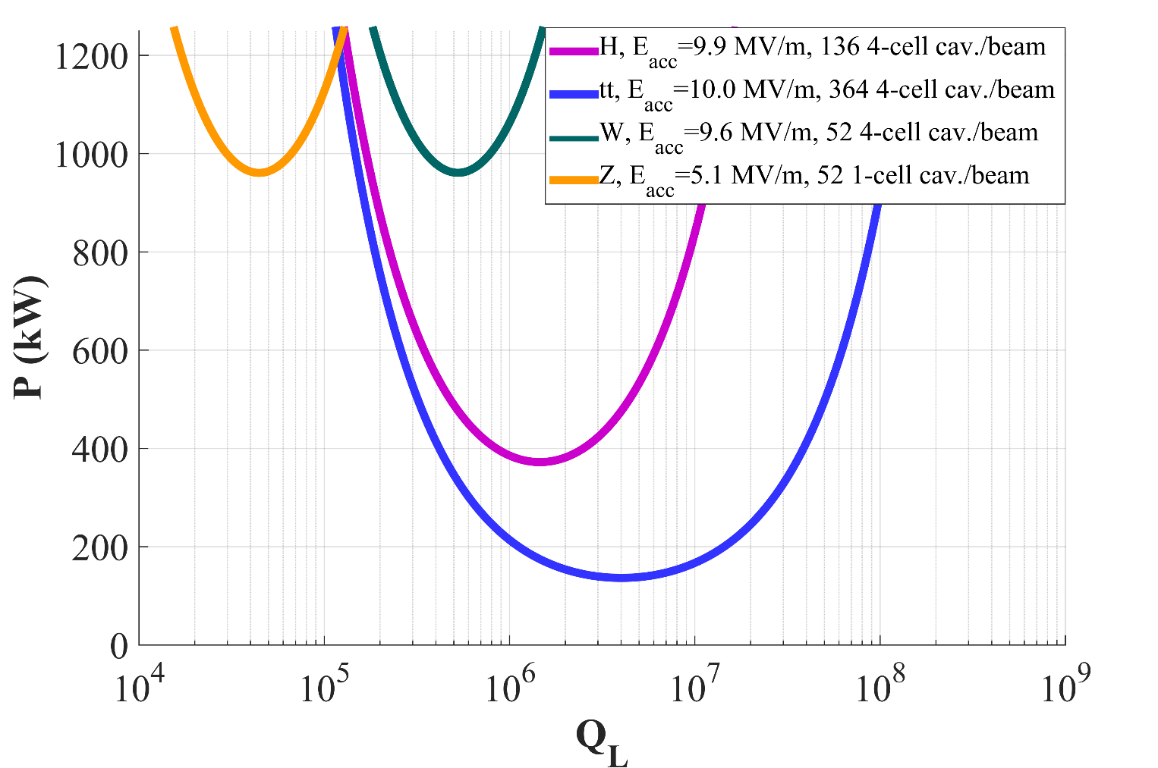 1200
1000
800
600
400
200
0
P (kW)
H, E_acc=9.9 MV/m, 136 4-cell cav./beam
tt, E_acc=10.0 MV/m, 364 4-cell cav./beam
W, E_acc=9.6 MV/m, 52 4-cell cav./beam
Z, E_acc=5.1 MV/m, 52 1-cell cav./beam
10^4 10^5 10^6 10^7 10^8 10^9
Q_L